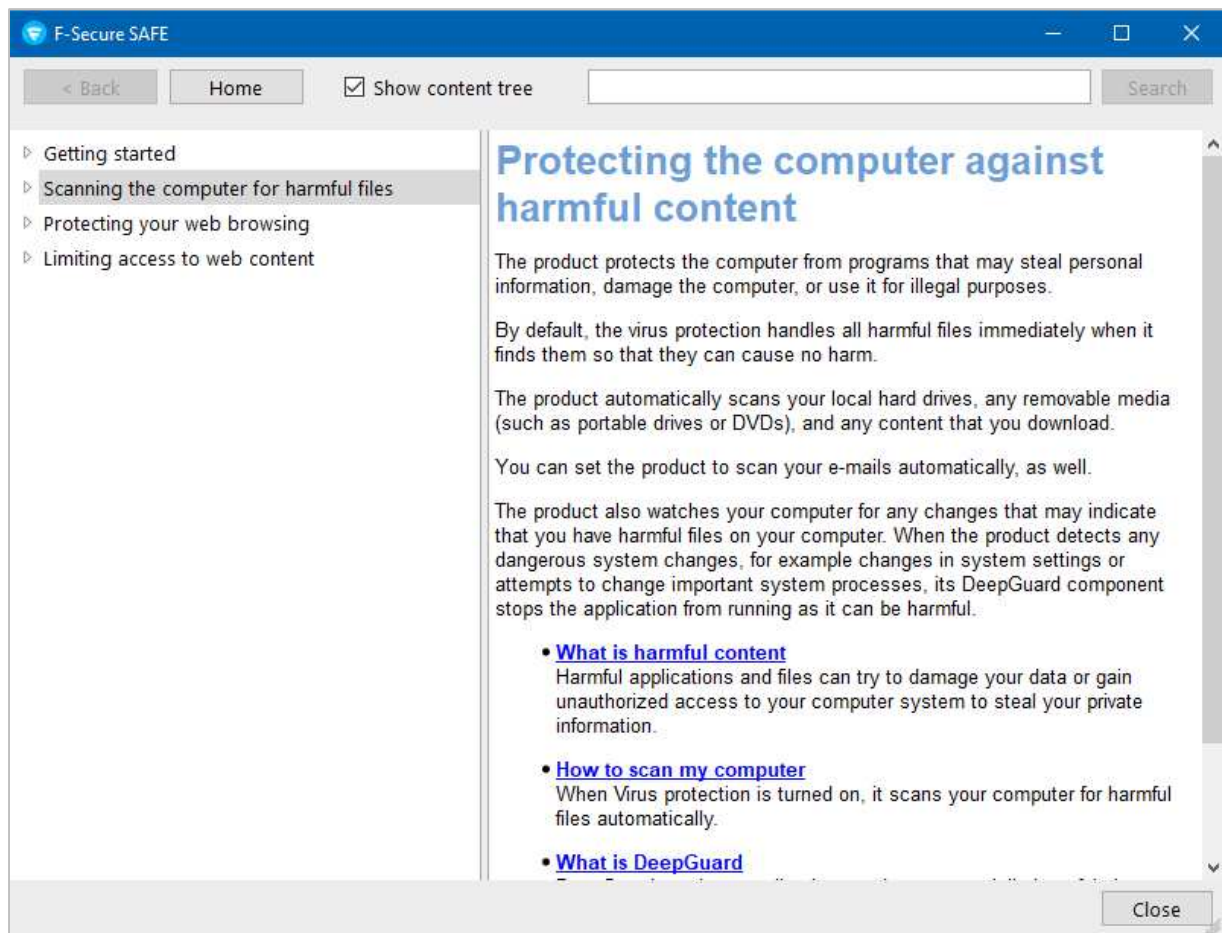 F-Secure SAFE
< Back Home Show content tree Search
Getting started
Scanning the computer for harmful files
Protecting your web browsing
Limiting access to web content
Protecting the computer against
harmful content
The product protects the computer from programs that may steal personal
information, damage the computer, or use it for illegal purposes.
By default, the virus protection handles all harmful files immediately when it
finds them so that they can cause no harm.
The product automatically scans your local hard drives, any removable media
(such as portable drives or DVDs), and any content that you download.
You can set the product to scan your e-mails automatically, as well.
The product also watches your computer for any changes that may indicate
that you have harmful files on your computer. When the product detects any
dangerous system changes, for example changes in system settings or
attempts to change important system processes, its DeepGuard component
stops the application from running as it can be harmful.
• What is harmful content
Harmful applications and files can try to damage your data or gain
unauthorized access to your computer system to steal your private
information.
• How to scan my computer
When Virus protection is turned on, it scans your computer for harmful
files automatically.
• What is DeepGuard
Close